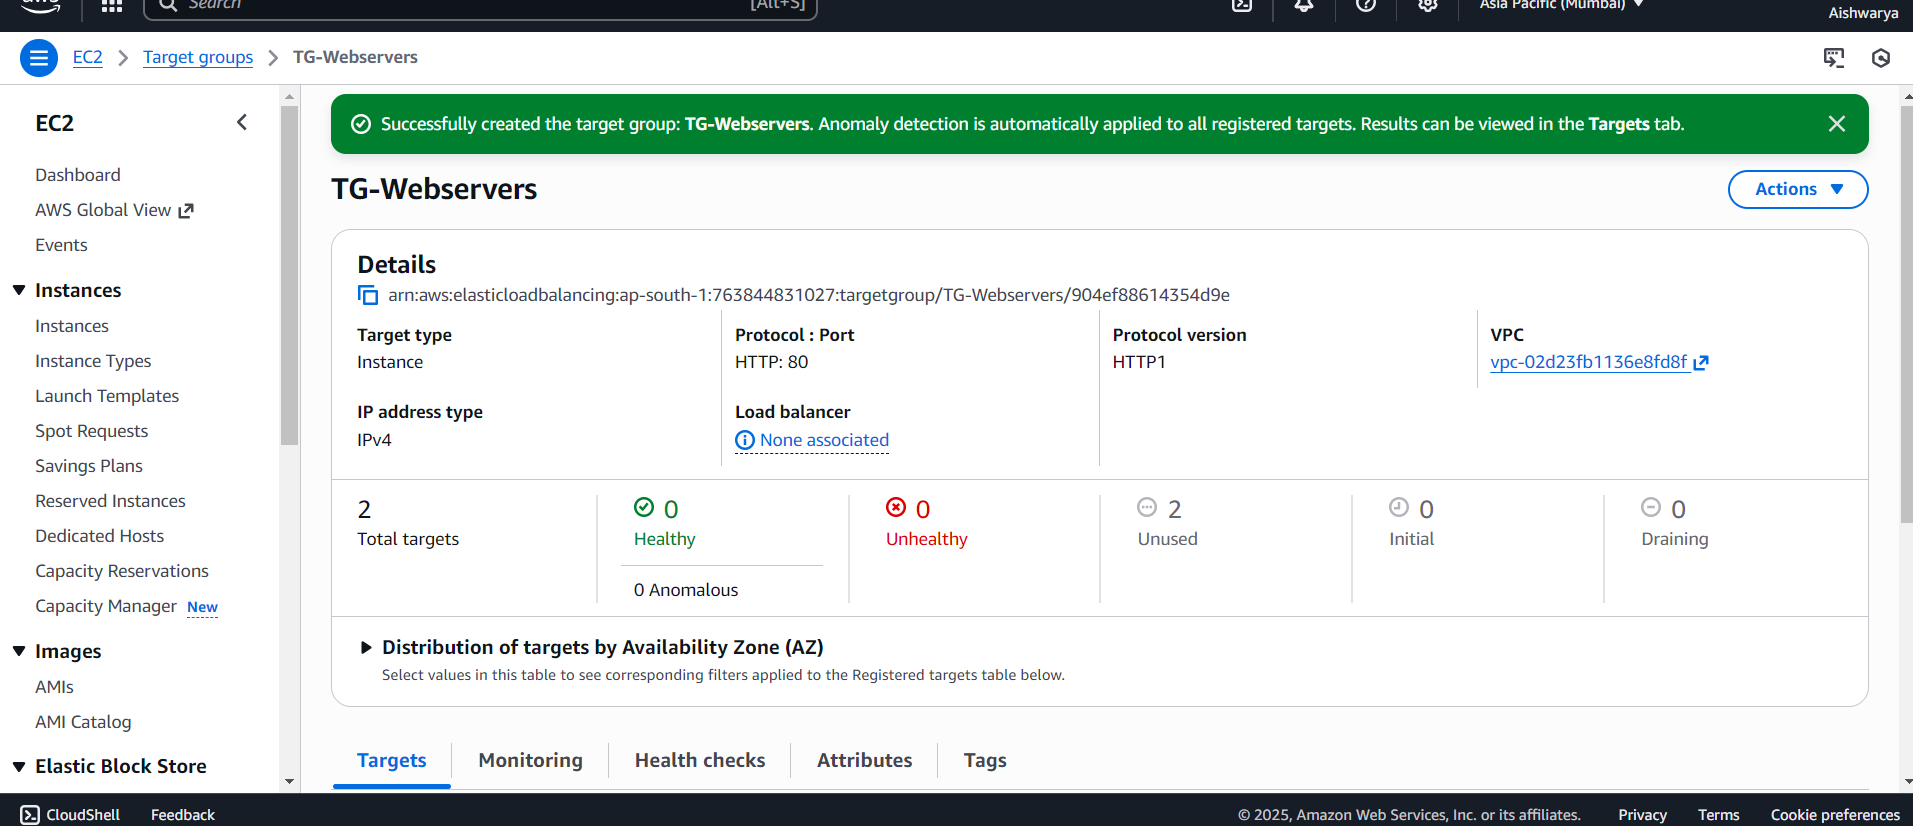 aws
Search
[Alt+S]
Asia Pacific (Mumbai)
Aishwarya
EC2
Target groups
TG-Webservers
EC2
Dashboard
AWS Global View
Events
Instances
Instances
Instance Types
Launch Templates
Spot Requests
Savings Plans
Reserved Instances
Dedicated Hosts
Capacity Reservations
Capacity Manager New
Images
AMIs
AMI Catalog
Elastic Block Store
Successfully created the target group: TG-Webservers. Anomaly detection is automatically applied to all registered targets. Results can be viewed in the Targets tab.
TG-Webservers
Actions
Details
arn:aws:elasticloadbalancing:ap-south-1:763844831027:targetgroup/TG-Webservers/904ef88614354d9e
Target type
Instance
Protocol : Port
HTTP: 80
Protocol version
HTTP1
VPC
vpc-02d23fb1136e8fd8f
IP address type
IPv4
Load balancer
None associated
2
Total targets
0
Healthy
0 Anomalous
0
Unhealthy
2
Unused
0
Initial
0
Draining
Distribution of targets by Availability Zone (AZ)
Select values in this table to see corresponding filters applied to the Registered targets table below.
Targets
Monitoring
Health checks
Attributes
Tags
CloudShell
Feedback
© 2025, Amazon Web Services, Inc. or its affiliates.
Privacy
Terms
Cookie preferences